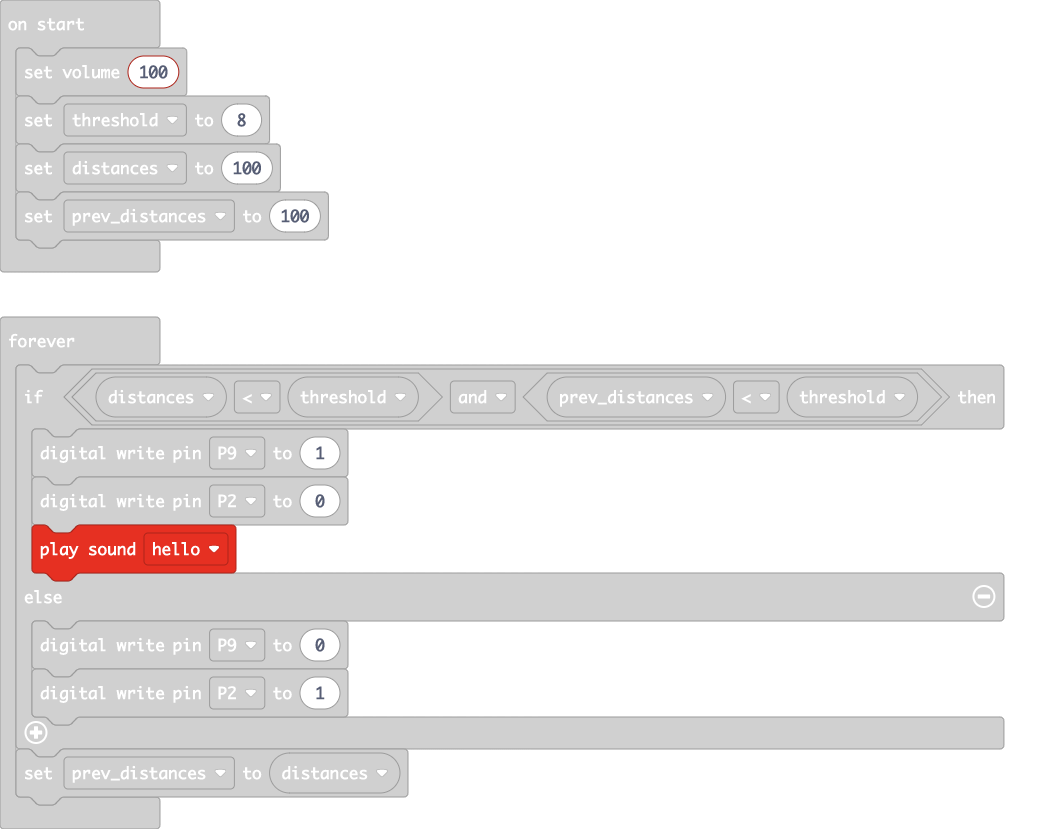 on start
set volume 100
set threshold to 8
set distances to 100
set prev_distances to 100
forever
if distances < threshold and prev_distances < threshold then
digital write pin P9 to 1
digital write pin P2 to 0
play sound hello
else
digital write pin P9 to 0
digital write pin P2 to 1
set prev_distances to distances